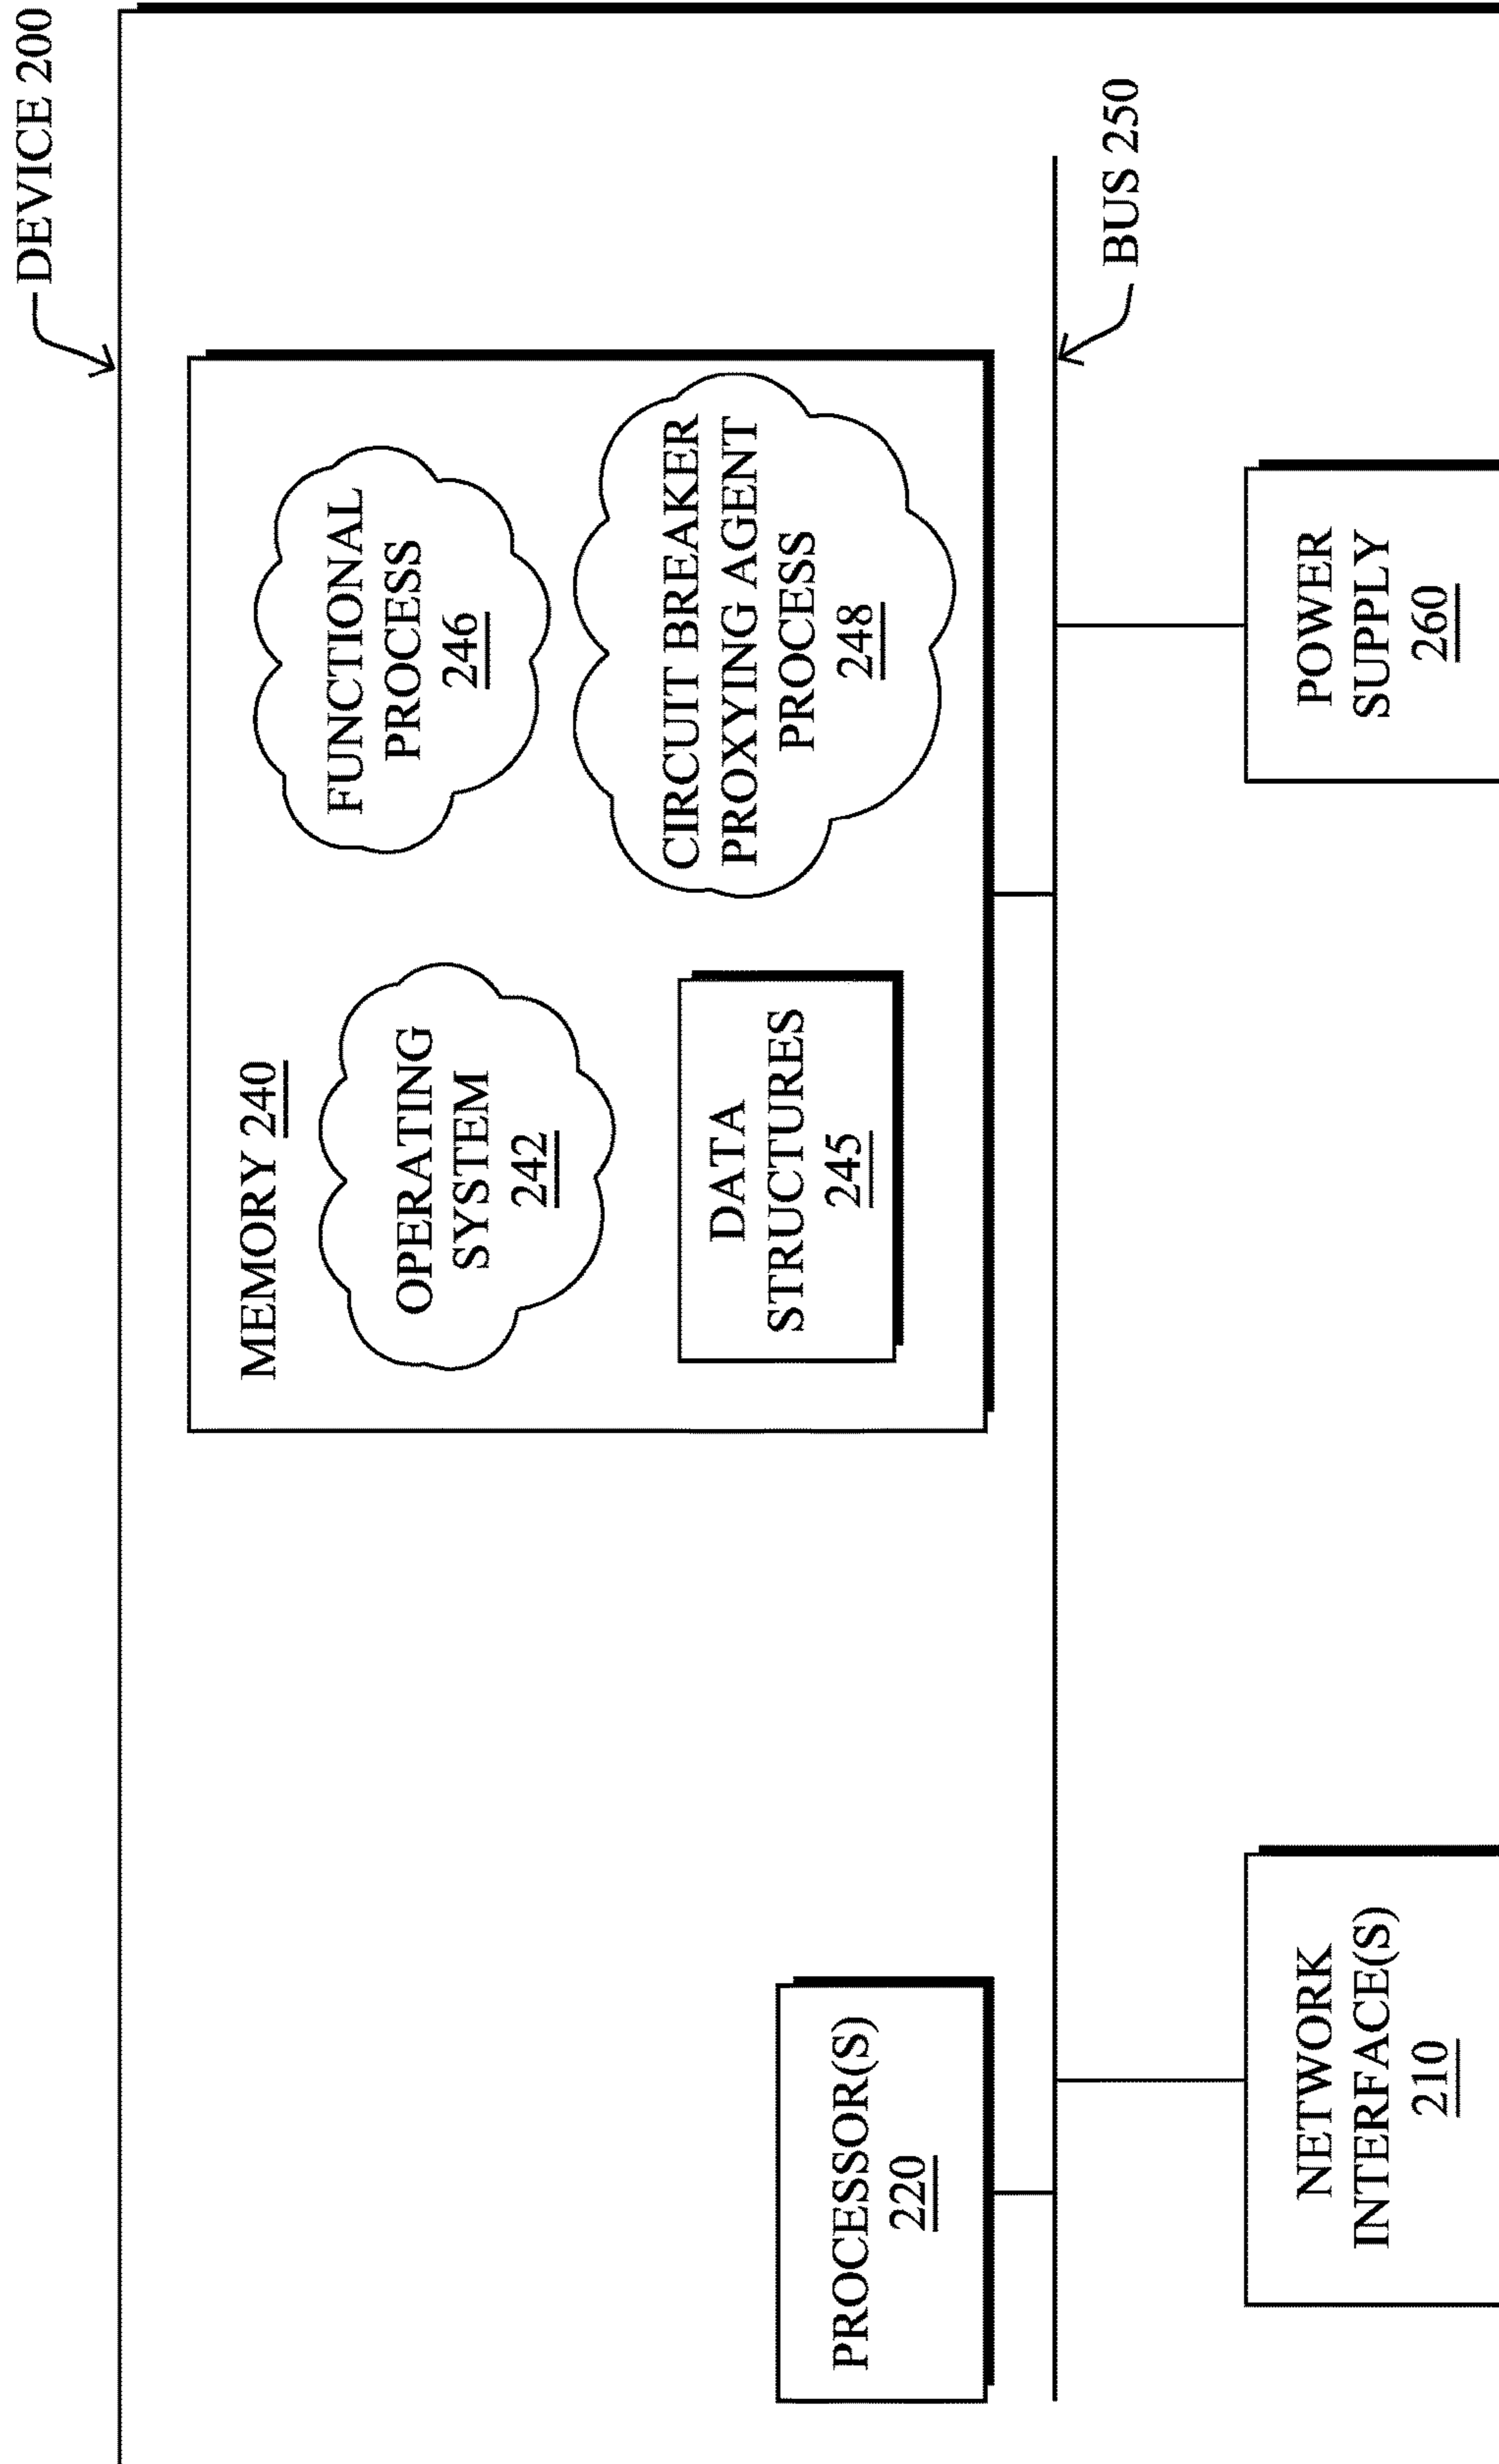 DEVICE 200
MEMORY 240
OPERATING
SYSTEM
242
FUNCTIONAL
PROCESS
246
DATA
STRUCTURES
245
CIRCUIT BREAKER
PROXYING AGENT
PROCESS
248
PROCESSOR(S)
220
BUS 250
NETWORK
INTERFACE(S)
210
POWER
SUPPLY
260